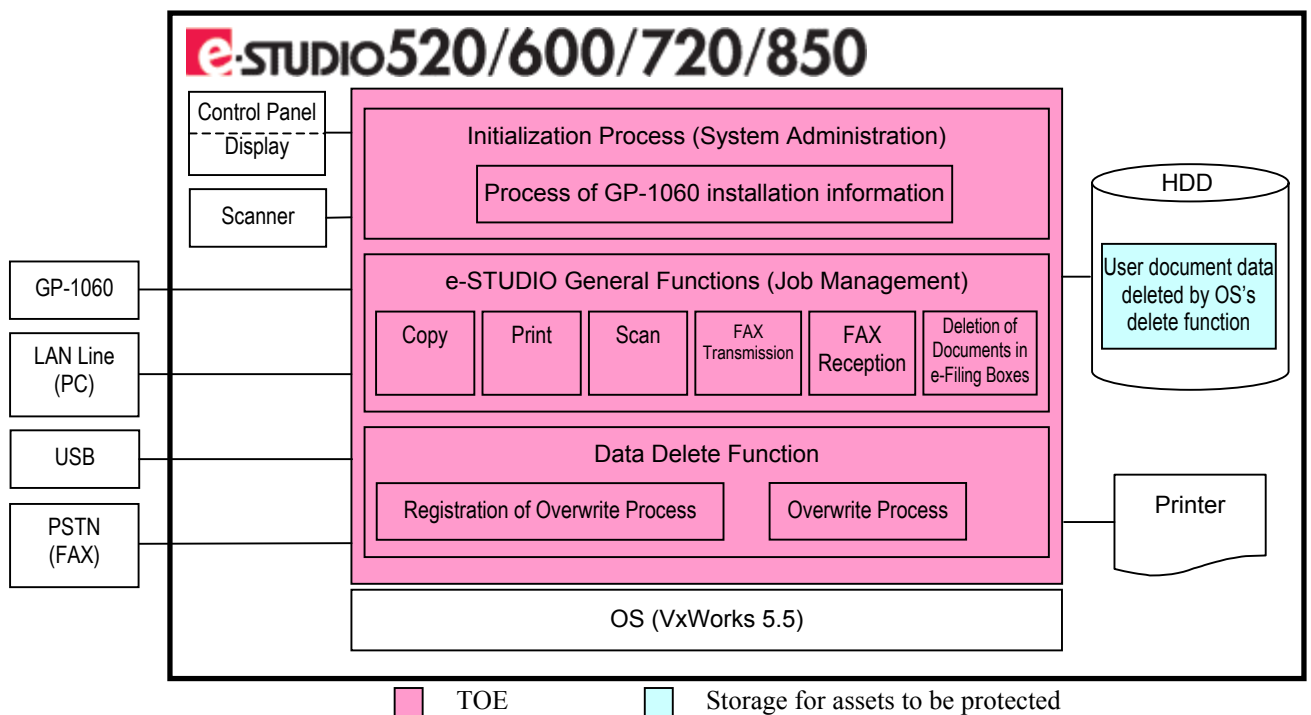 e-STUDIO520/600/720/850
Control Panel
Display
Scanner
GP-1060
LAN Line
(PC)
USB
PSTN
(FAX)
Initialization Process (System Administration)
Process of GP-1060 installation information
e-STUDIO General Functions (Job Management)
Copy
Print
Scan
FAX
Transmission
FAX
Reception
Deletion of
Documents in
e-Filing Boxes
Data Delete Function
Registration of Overwrite Process
Overwrite Process
OS (VxWorks 5.5)
HDD
User document data
deleted by OS's
delete function
Printer
TOE
Storage for assets to be protected